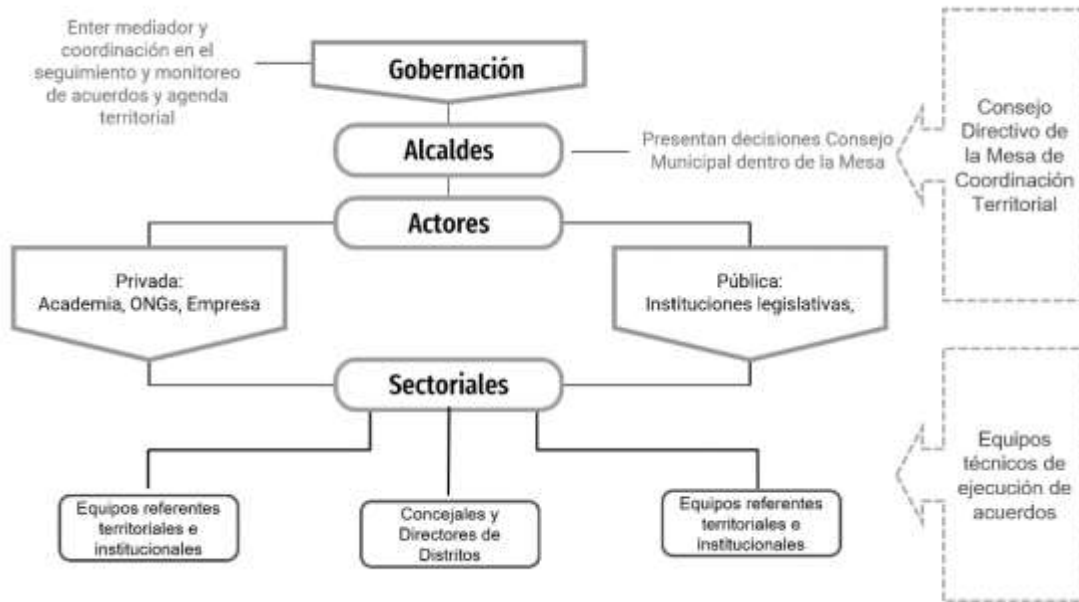 Enter mediador y
coordinación en el
seguimiento y monitoreo
de acuerdos y agenda
territorial
Gobernación
Alcaldes
Presentan decisiones Consejo
Municipal dentro de la Mesa
Consejo
Directivo de
la Mesa de
Coordinación
Territorial
Actores
Privada:
Academia, ONGs, Empresa
Pública:
Instituciones legislativas,
Sectoriales
Equipos referentes
territoriales e
institucionales
Concejales y
Directores de
Distritos
Equipos referentes
territoriales e
institucionales
Equipos
técnicos de
ejecución de
acuerdos